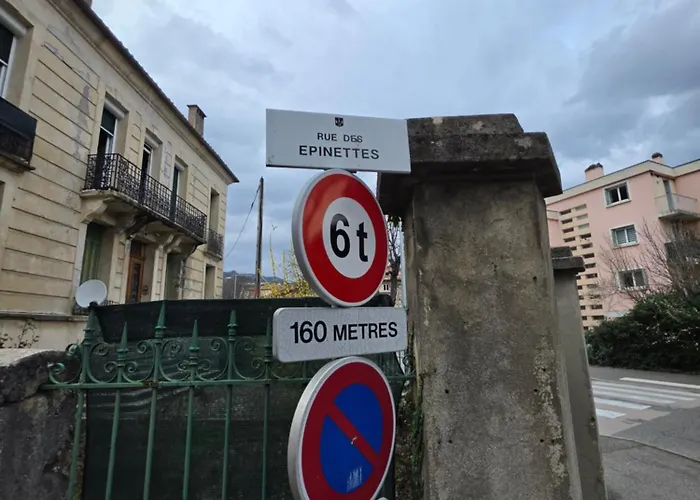 RUE DES
EPINETTES
6t
160 METRES